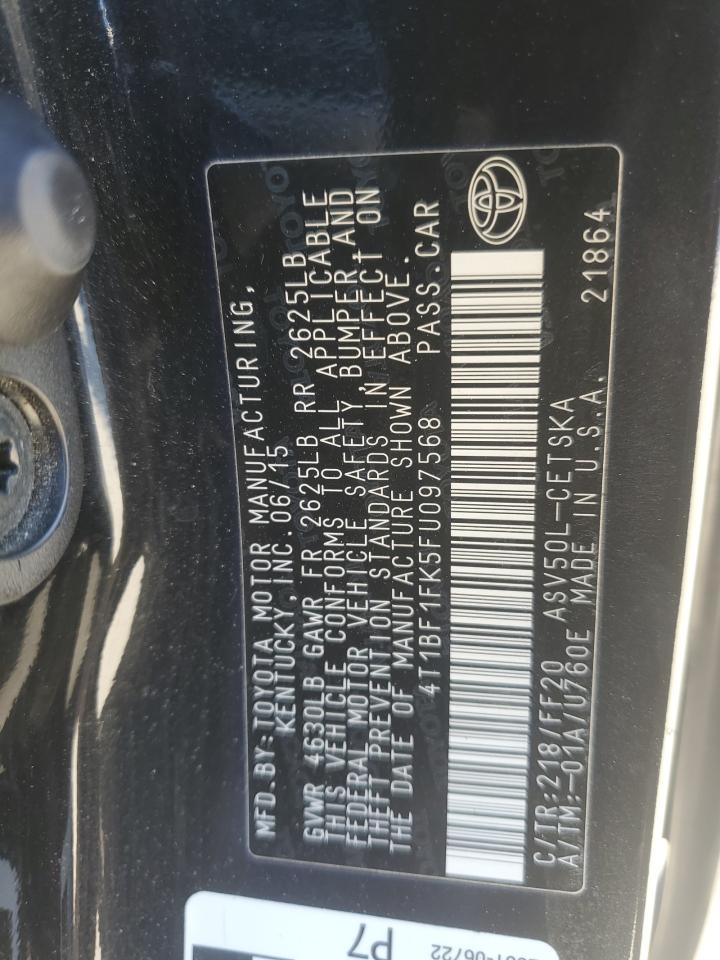 MFD.BY:TOYOTA MOTOR MANUFACTURING,
KENTUCKY,INC.06/15
GVWR 4630LB GAWR FR 2625LB RR 2625LB
THIS VEHICLE CONFORMS TO ALL APPLICABLE
FEDERAL MOTOR VEHICLE SAFETY, BUMPER, AND
THEFT PREVENTION STANDARDS IN EFFECT ON
THE DATE OF MANUFACTURE SHOWN ABOVE.
4T1BF1FK5FU097568 PASS.CAR
C/TR:218/FF20 ASV50L-CETSKA
A/TM:-01A/U760E MADE IN U.S.A. 21864
P7